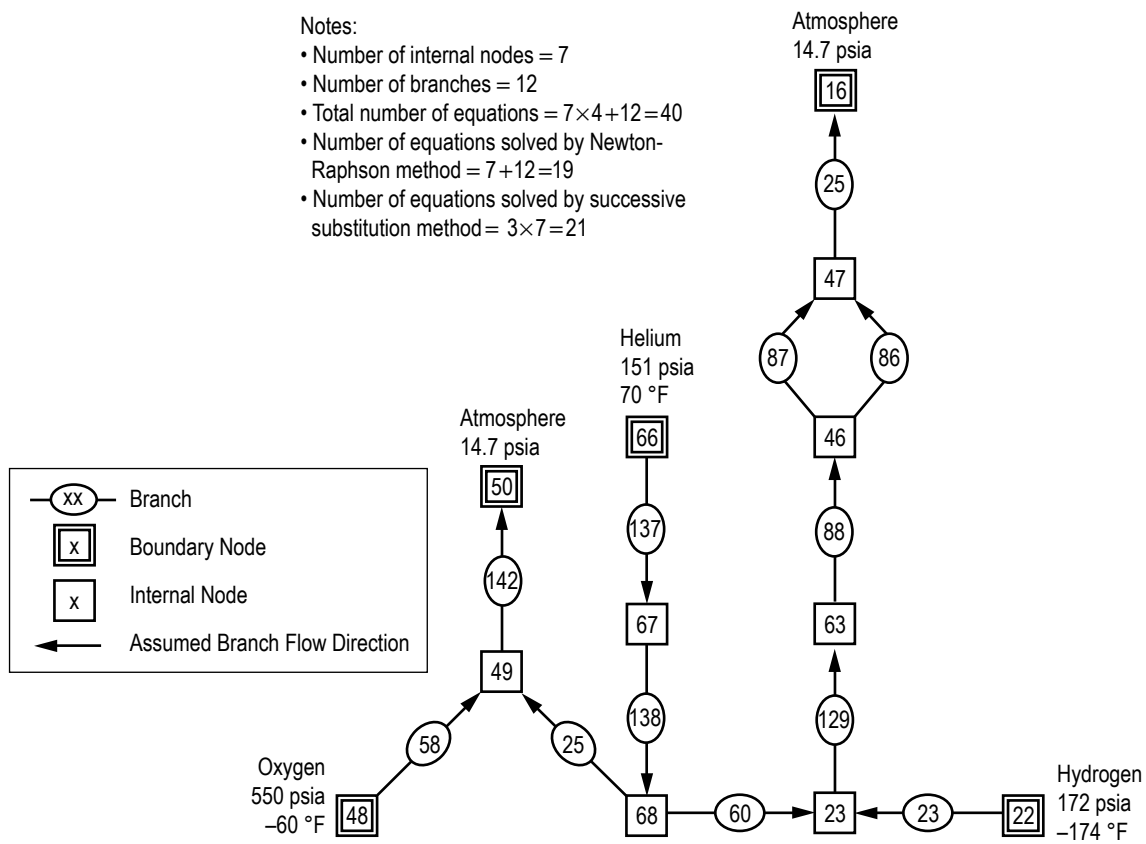 Notes:
• Number of internal nodes = 7
• Number of branches = 12
• Total number of equations = 7×4+12=40
• Number of equations solved by Newton-
Raphson method = 7+12=19
• Number of equations solved by successive
substitution method = 3×7=21
Atmosphere
14.7 psia
16
25
47
87
86
46
88
63
129
23
Helium
151 psia
70 °F
66
137
67
138
68
60
23
22
Hydrogen
172 psia
–174 °F
Atmosphere
14.7 psia
50
142
49
58
25
Oxygen
550 psia
–60 °F
48
xx
Branch
x
Boundary Node
x
Internal Node
Assumed Branch Flow Direction